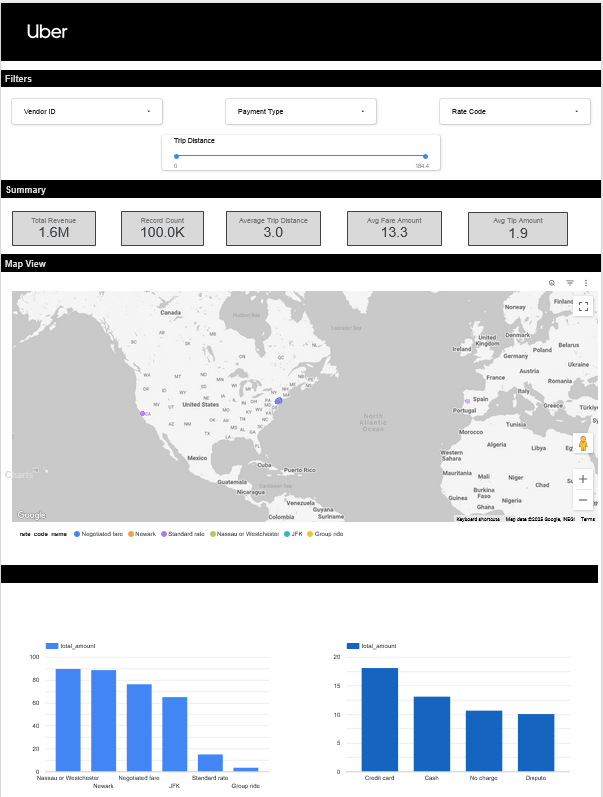 Uber
Filters
Vendor ID
Payment Type
Rate Code
Trip Distance
0
184.4
Summary
Total Revenue
1.6M
Record Count
100.0K
Average Trip Distance
3.0
Avg Fare Amount
13.3
Avg Tip Amount
1.9
Map View
Canada
Hudson Bay
Labrador Sea
Norway
Finland
United Kingdom
Ireland
Denmark
Poland
Belarus
Germany
Ukraine
Austria
France
Romania
Italy
Spain
Portugal
Greece
Türkiy
United States
North Atlantic Ocean
Morocco
Tunisia
Algeria
Libya
Eg
Western Sahara
Mexico
Cuba
Puerto Rico
Caribbean Sea
Guatemala
Nicaragua
Mauritania
Mali
Niger
Chad
Sud
Burkina Faso
Guinea
Nigeria
Ghana
Venezuela
Guyana
Suriname
Colombia
Charts
Google
Keyboard shortcuts
Map data ©2025 Google, INEGI
Terms
rate_code_name
Negotiated fare
Newark
Standard rate
Nassau or Westchester
JFK
Group ride
total_amount
100
80
60
40
20
0
Nassau or Westchester
Newark
Negotiated fare
JFK
Standard rate
Group ride
total_amount
20
15
10
5
0
Credit card
Cash
No charge
Dispute